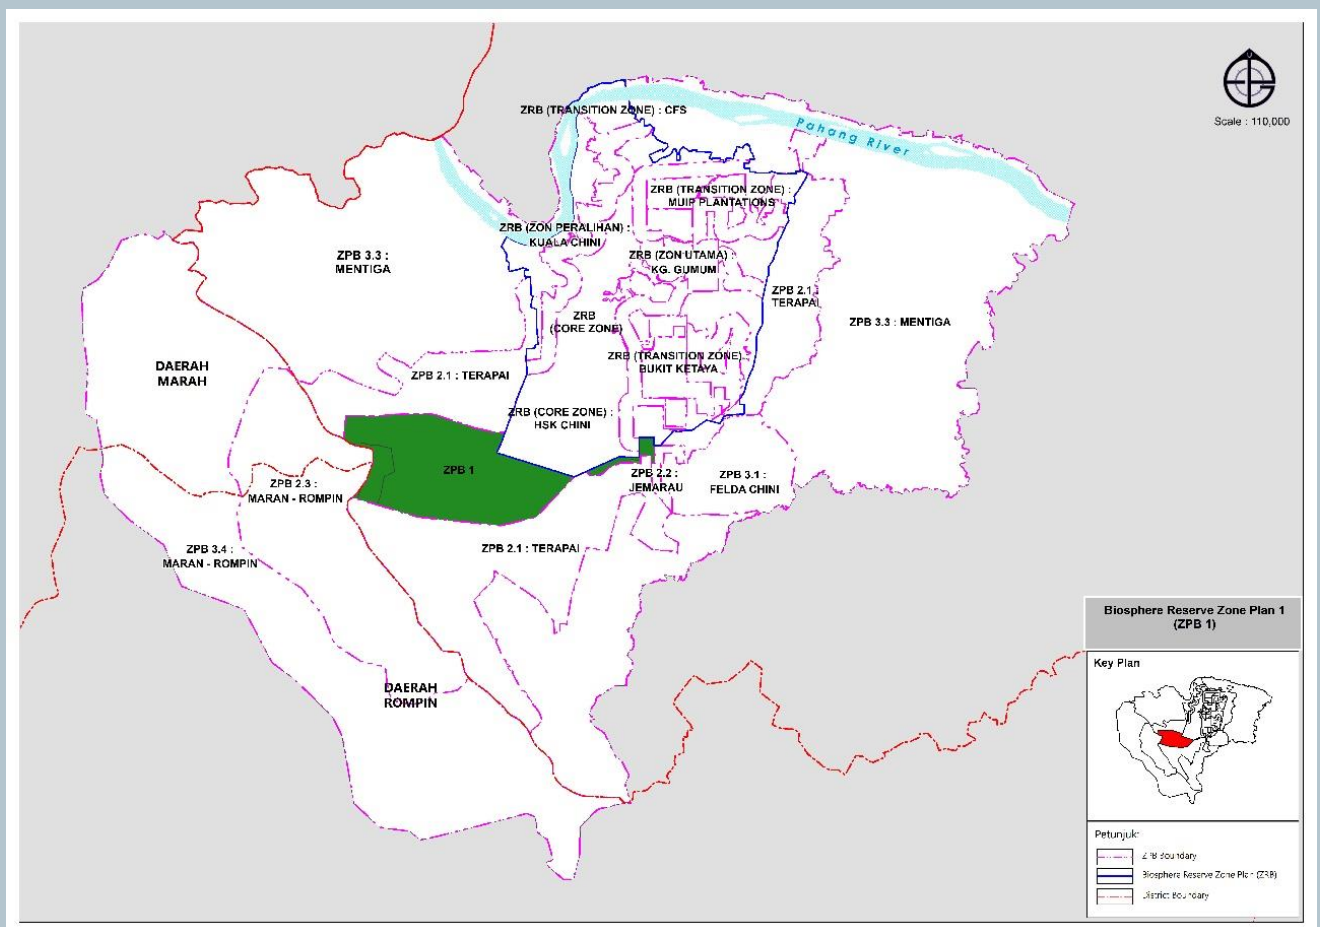 U
Scale : 110,000
ZRB (TRANSITION ZONE) : CFS
Pahang River
ZRB (TRANSITION ZONE) :
MUIP PLANTATIONS
ZRB (ZON PERALIHAN) :
KUALA CHINI
ZPB 3.3 :
MENTIGA
ZRB (ZON UTAMA) :
KG. GUMUM
ZPB 2.1 :
TERAPAI
ZRB
(CORE ZONE)
ZPB 3.3 : MENTIGA
DAERAH
MARAH
ZRB (TRANSITION ZONE) :
BUKIT KETAYA
ZPB 2.1 : TERAPAI
ZRB (CORE ZONE) :
HSK CHINI
ZPB 1
ZPB 2.3 :
MARAN - ROMPIN
ZPB 2.2 :
JEMARAU
ZPB 3.1 :
FELDA CHINI
ZPB 3.4 :
MARAN - ROMPIN
ZPB 2.1 : TERAPAI
DAERAH
ROMPIN
Biosphere Reserve Zone Plan 1
(ZPB 1)
Key Plan
Petunjuk:
ZPB Boundary
Biosphere Reserve Zone Plan (ZRB)
District Boundary